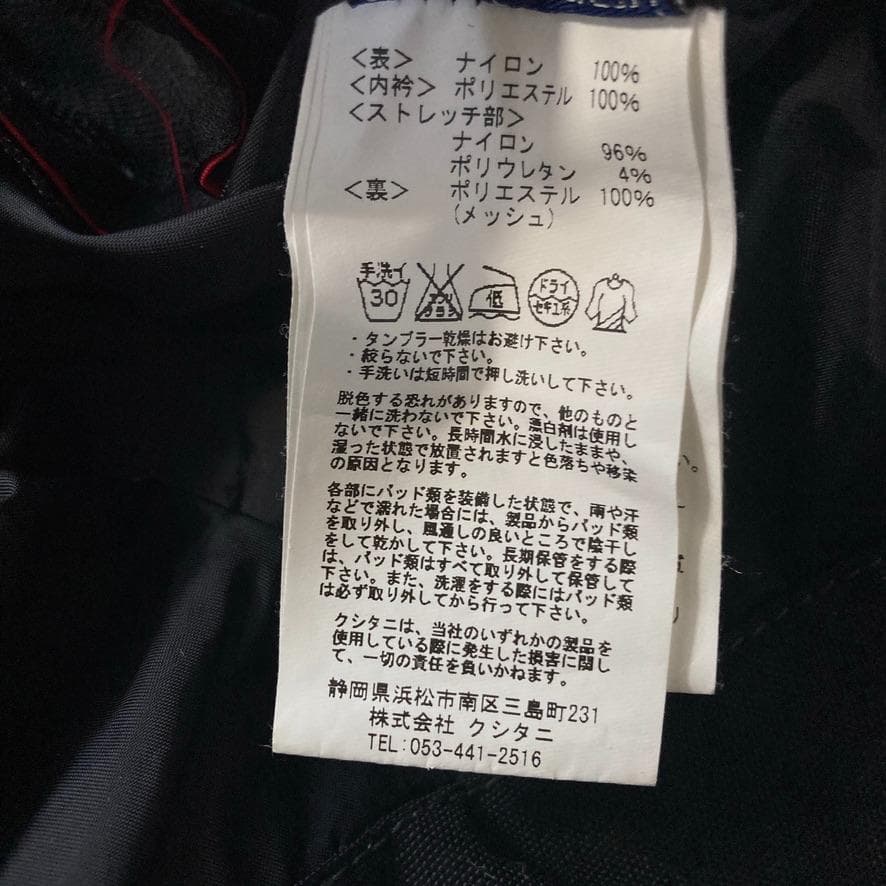 <表> ナイロン 100%
<内衿> ポリエステル 100%
<ストレッチ部>
ナイロン 96%
ポリウレタン 4%
<裏> ポリエステル 100%
(メッシュ)
手洗イ 30 エンソ サラシ 低 ドライ セキユ系
・タンブラー乾燥はお避け下さい。
・絞らないで下さい。
・手洗いは短時間で押し洗いして下さい。
脱色する恐れがありますので、他のものと
一緒に洗わないで下さい。漂白剤は使用し
ないで下さい。長時間水に浸したままや、
湿った状態で放置されますと色落ちや移染
の原因となります。
各部にパッド類を装備した状態で、雨や汗
などで濡れた場合には、製品からパッド類
を取り外し、風通しの良いところで陰干し
をして乾かして下さい。長期保管をする際
は、パッド類はすべて取り外して保管して
下さい。また、洗濯をする際にはパッド類
は必ず取り外してから行って下さい。
クシタニは、当社のいずれかの製品を
使用している際に発生した損害に関し
て、一切の責任を負いかねます。
静岡県浜松市南区三島町231
株式会社 クシタニ
TEL:053-441-2516